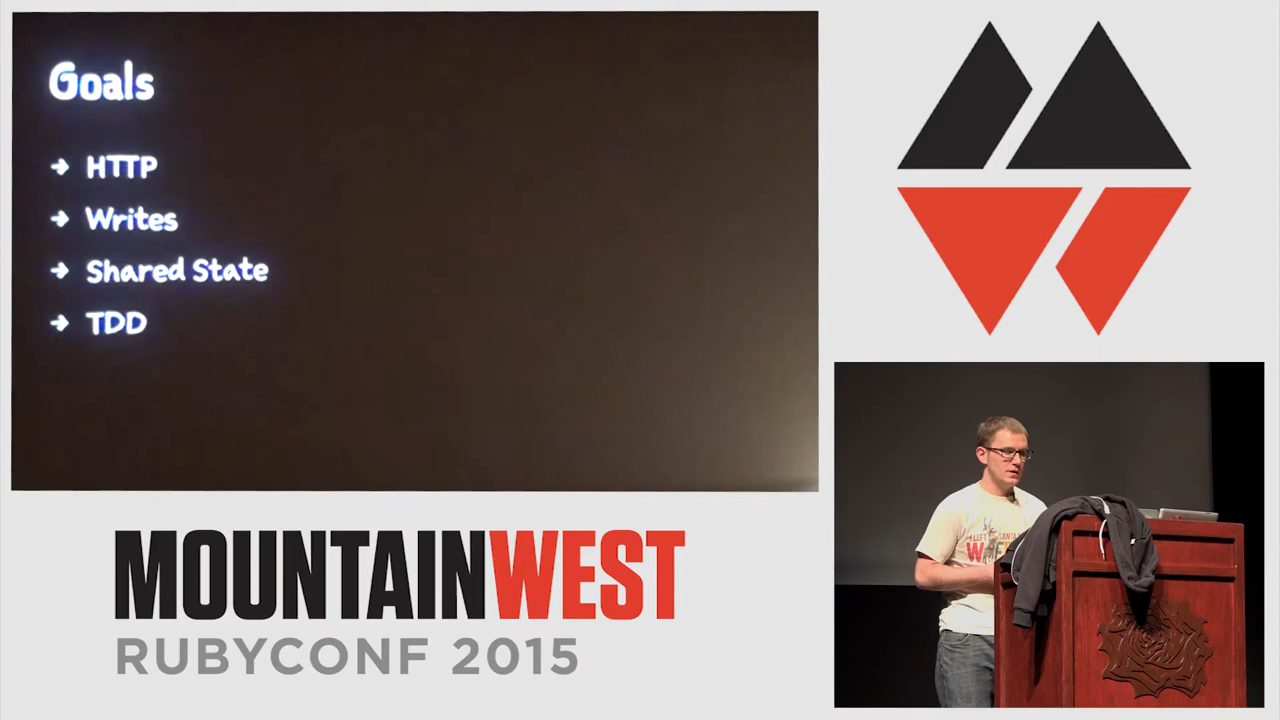 Goals
→ HTTP
→ Writes
→ Shared State
→ TDD
MOUNTAINWEST
RUBYCONF 2015